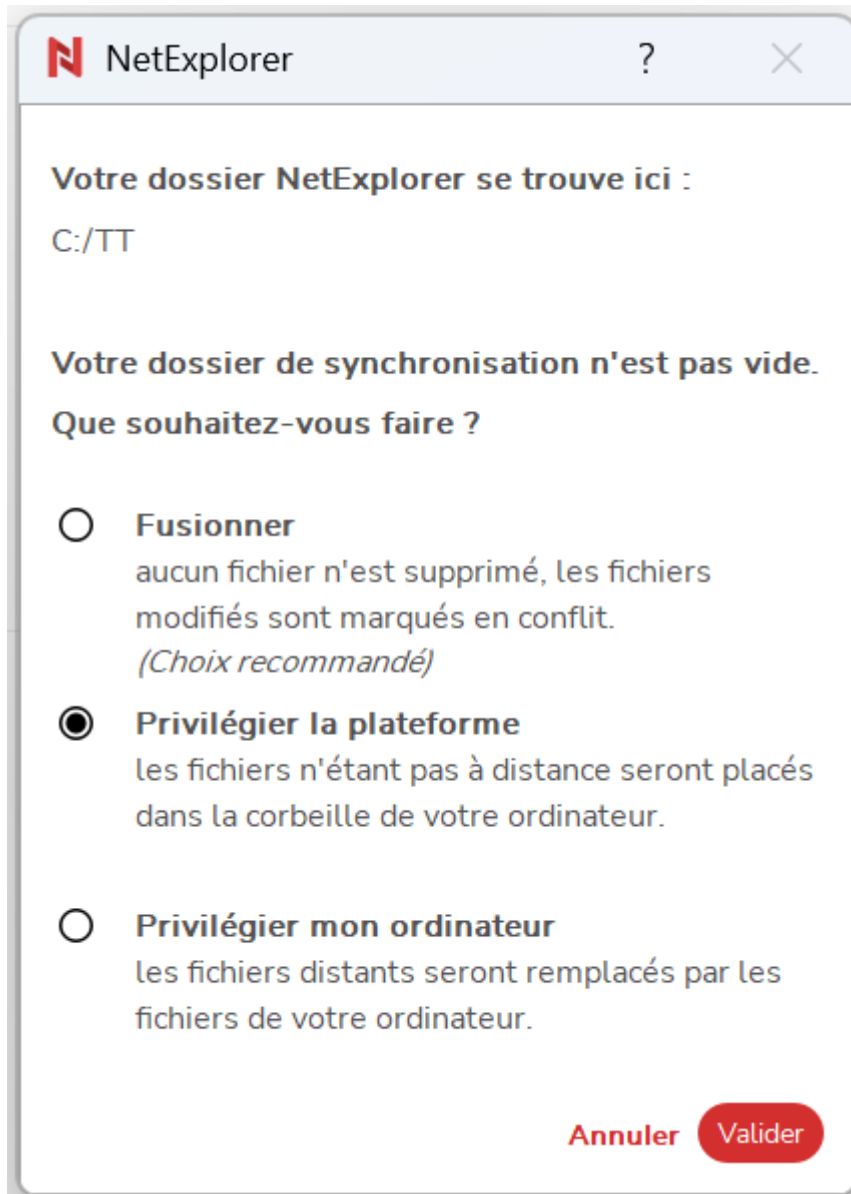 NetExplorer ?
Votre dossier NetExplorer se trouve ici :
C:/TT
Votre dossier de synchronisation n'est pas vide.
Que souhaitez-vous faire ?
Fusionner
aucun fichier n'est supprimé, les fichiers
modifiés sont marqués en conflit.
(Choix recommandé)
Privilégier la plateforme
les fichiers n'étant pas à distance seront placés
dans la corbeille de votre ordinateur.
Privilégier mon ordinateur
les fichiers distants seront remplacés par les
fichiers de votre ordinateur.
Annuler Valider